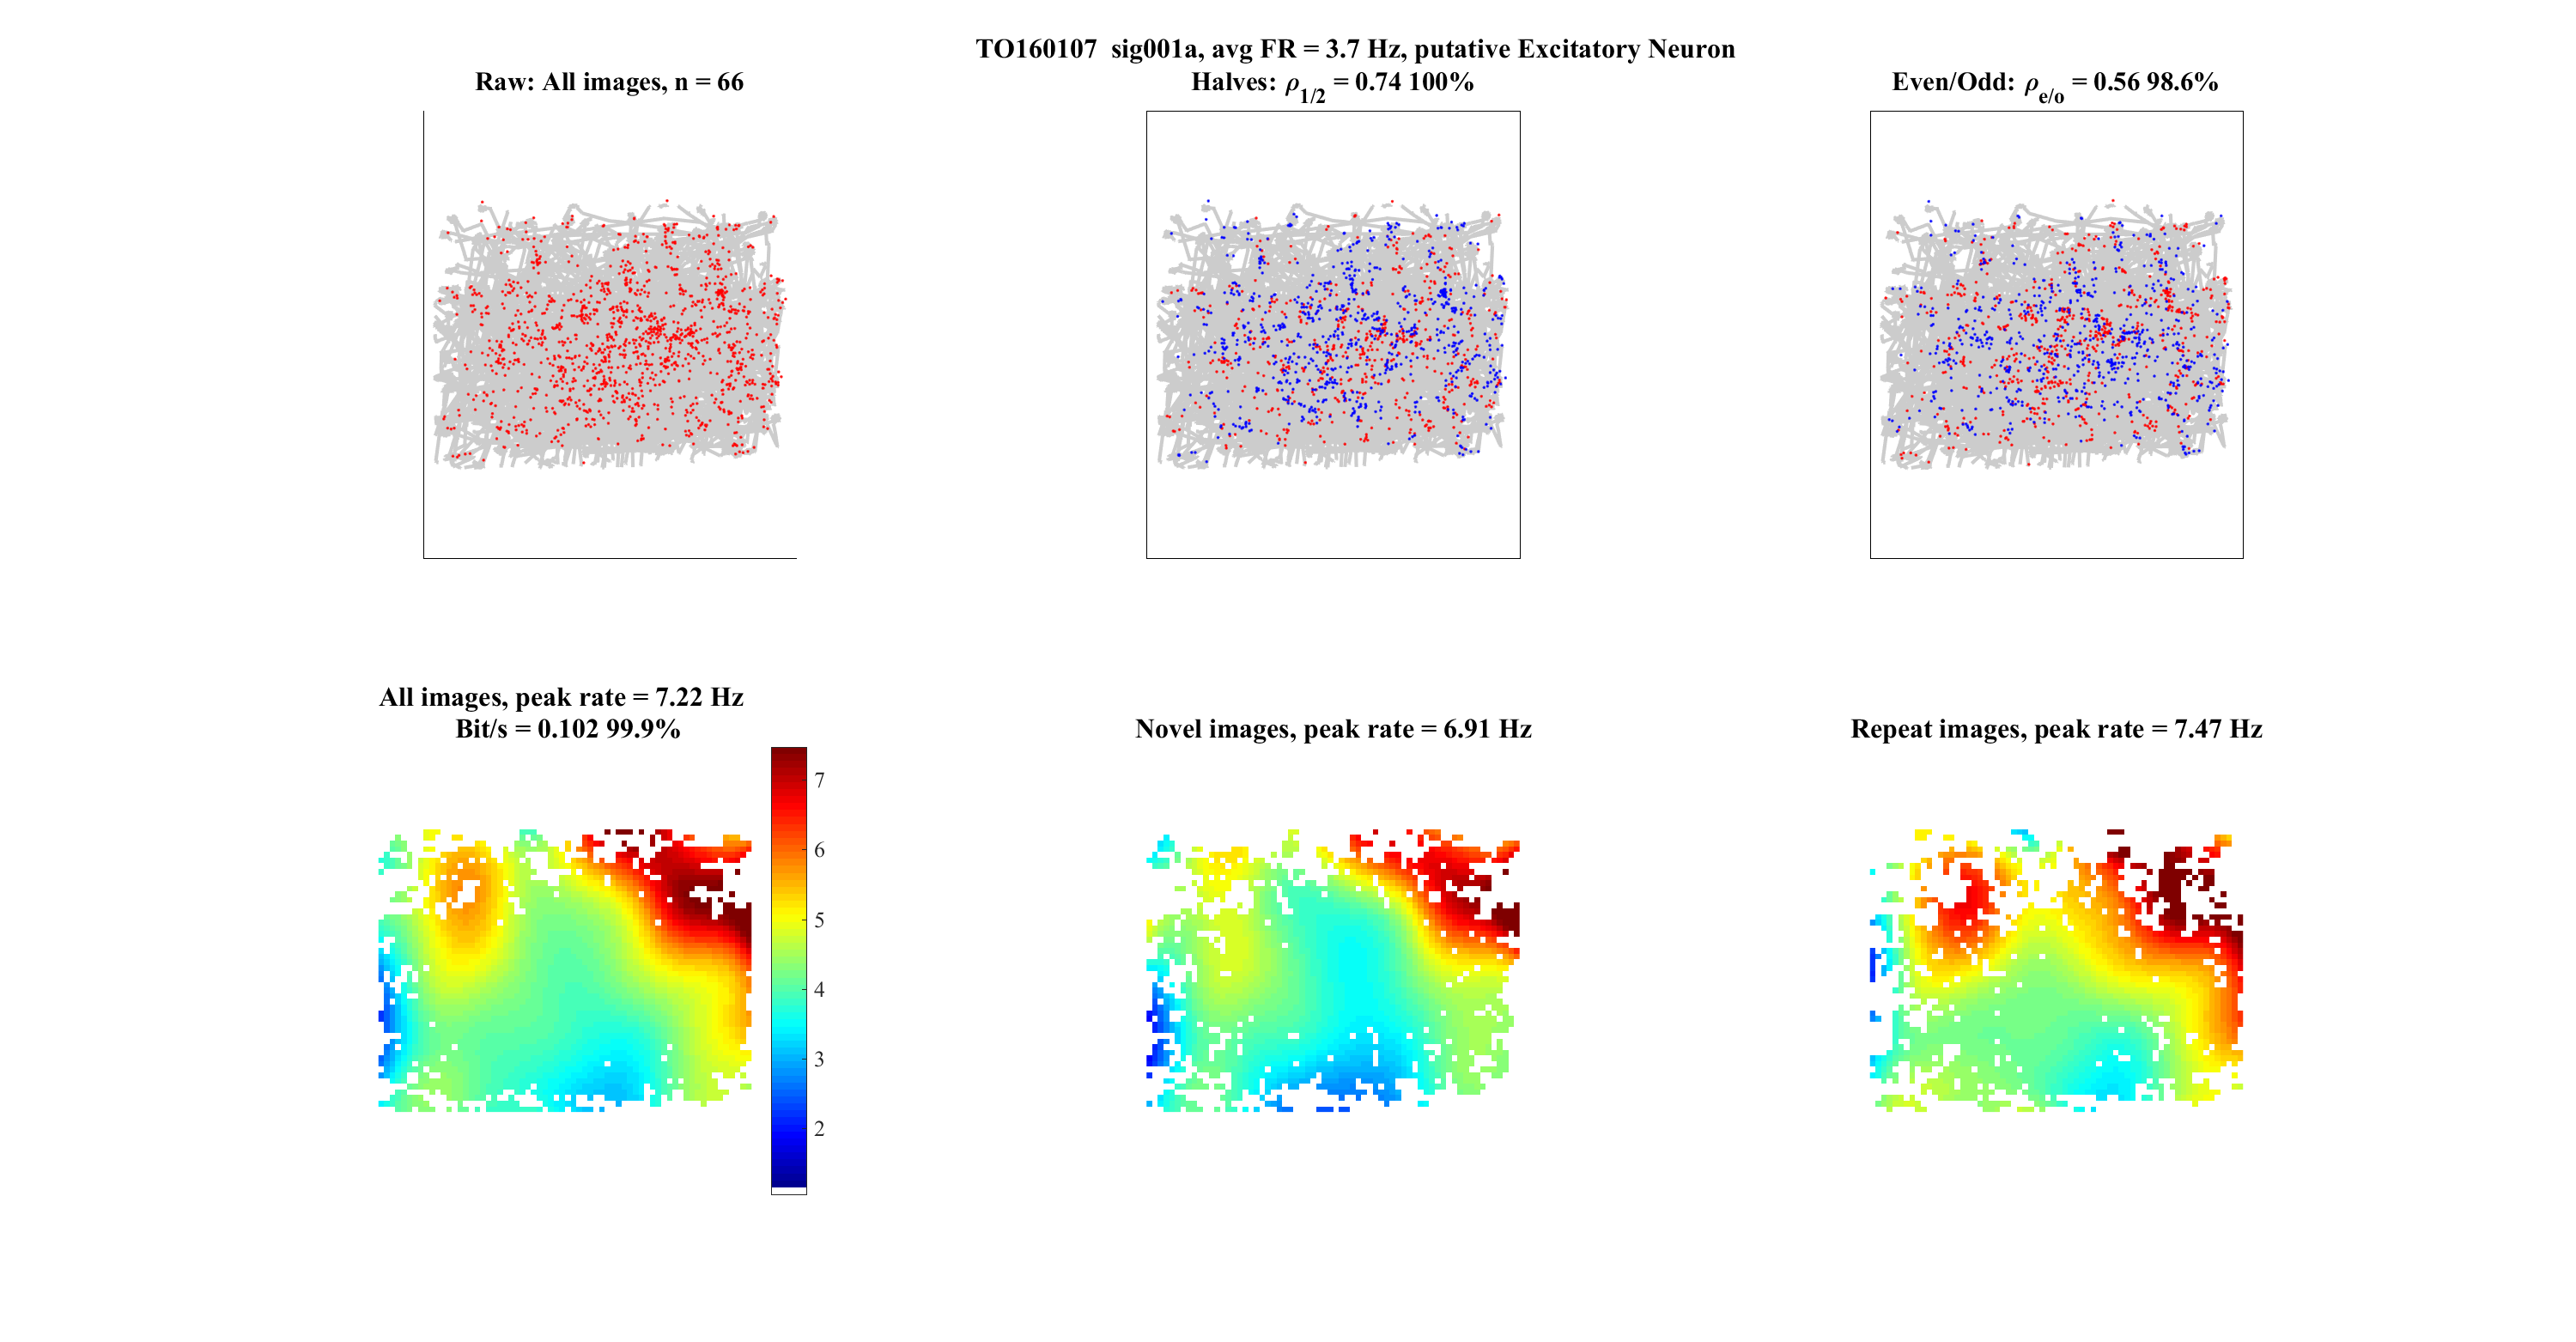 TO160107 sig001a, avg FR = 3.7 Hz, putative Excitatory Neuron
Raw: All images, n = 66
Halves: ρ1/2 = 0.74 100%
Even/Odd: ρe/o = 0.56 98.6%
All images, peak rate = 7.22 Hz
Bit/s = 0.102 99.9%
7
6
5
4
3
2
Novel images, peak rate = 6.91 Hz
Repeat images, peak rate = 7.47 Hz